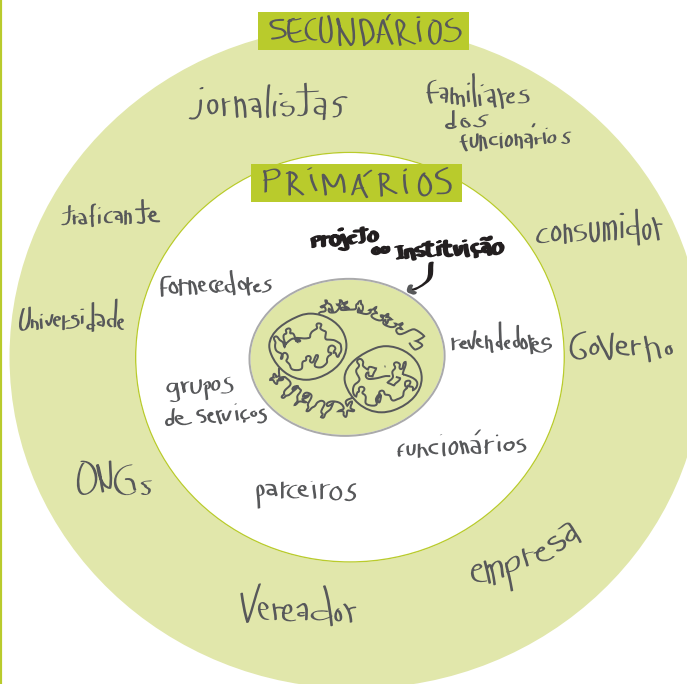 SECUNDÁRIOS
jornalistas
familiares
dos
funcionários
PRIMÁRIOS
traficante
consumidor
Projeto
ou Instituição
Fornecedores
Universidade
revendedores
Governo
grupos
de serviços
funcionários
ONGs
parceiros
empresa
Vereador